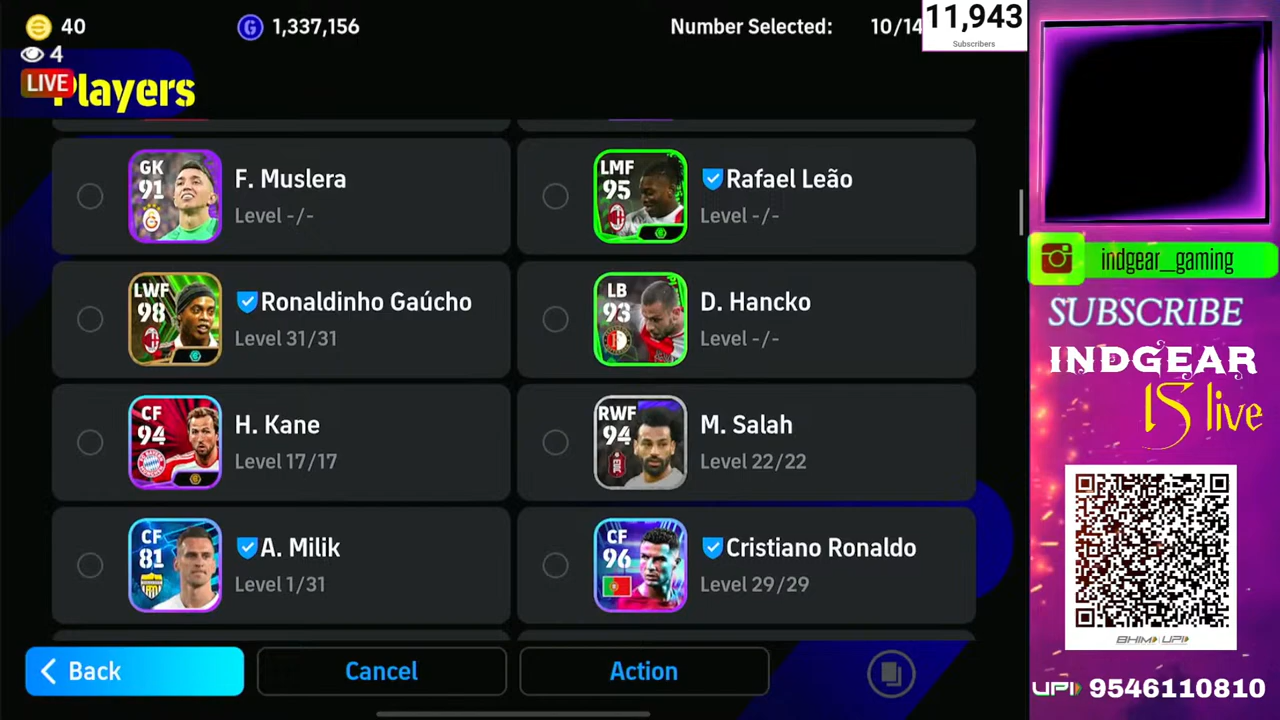 40
1,337,156
Number Selected: 10/14
11,943
Subscribers
4
LIVE
Players
GK
91
F. Muslera
Level -/-
LMF
95
Rafael Leão
Level -/-
LWF
98
Ronaldinho Gaúcho
Level 31/31
LB
93
D. Hancko
Level -/-
CF
94
H. Kane
Level 17/17
RWF
94
M. Salah
Level 22/22
CF
81
A. Milik
Level 1/31
CF
96
Cristiano Ronaldo
Level 29/29
Back
Cancel
Action
indgear_gaming
SUBSCRIBE
INDGEAR
IS live
BHIM UPI
UPI 9546110810